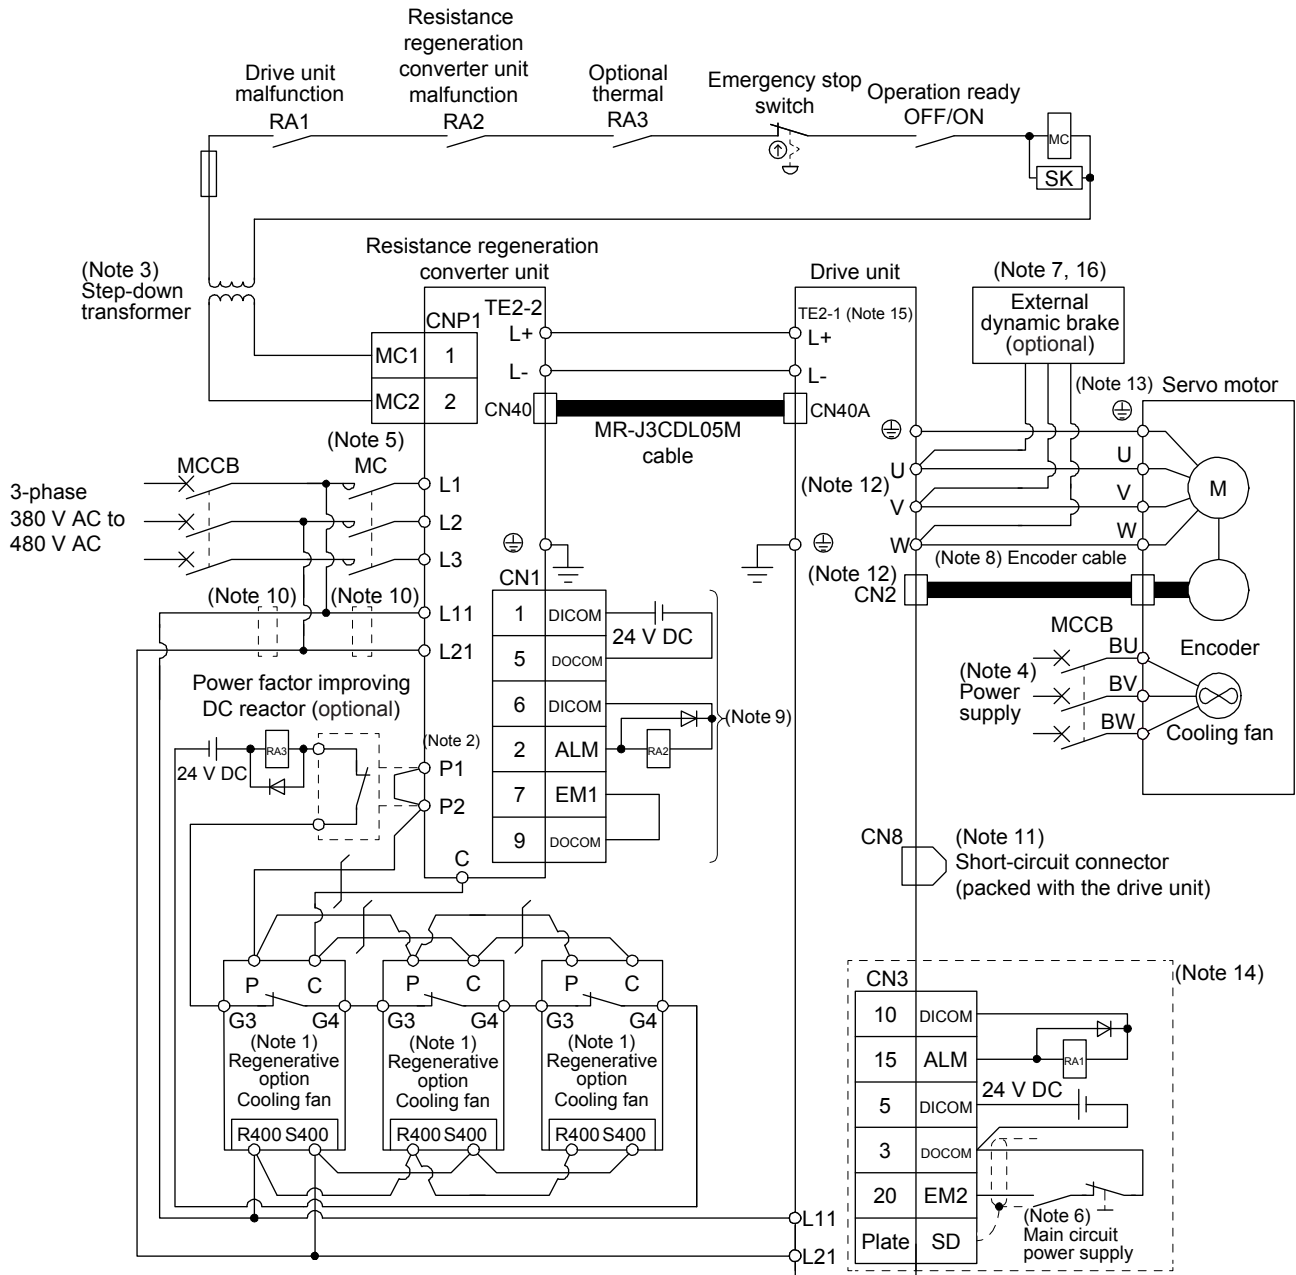 Resistance
regeneration
converter unit
malfunction
RA2
Drive unit
malfunction
RA1
Optional
thermal
RA3
Emergency stop
switch
Operation ready
OFF/ON
MC
SK
(Note 3)
Step-down
transformer
Resistance regeneration
converter unit
Drive unit
(Note 7, 16)
External
dynamic brake
(optional)
CNP1
TE2-2
TE2-1 (Note 15)
L+
L+
MC1
1
L-
L-
MC2
2
CN40
CN40A
MR-J3CDL05M
cable
(Note 13)
Servo motor
(Note 5)
MCCB
MC
3-phase
380 V AC to
480 V AC
L1
L2
L3
U
V
W
(Note 12)
U
V
W
M
(Note 8) Encoder cable
(Note 12)
CN2
(Note 10)
(Note 10)
L11
L21
CN1
1
DICOM
24 V DC
5
DOCOM
6
DICOM
2
ALM
RA2
7
EM1
9
DOCOM
(Note 9)
MCCB
BU
BV
BW
(Note 4)
Power
supply
Encoder
Cooling fan
Power factor improving
DC reactor (optional)
24 V DC
RA3
(Note 2)
P1
P2
C
CN8
(Note 11)
Short-circuit connector
(packed with the drive unit)
P
C
P
C
P
C
G3
G4
G3
G4
G3
G4
(Note 1)
Regenerative
option
Cooling fan
(Note 1)
Regenerative
option
Cooling fan
(Note 1)
Regenerative
option
Cooling fan
R400 S400
R400 S400
R400 S400
L11
L21
(Note 14)
CN3
10
DICOM
15
ALM
RA1
5
DICOM
24 V DC
3
DOCOM
20
EM2
Plate
SD
(Note 6)
Main circuit
power supply